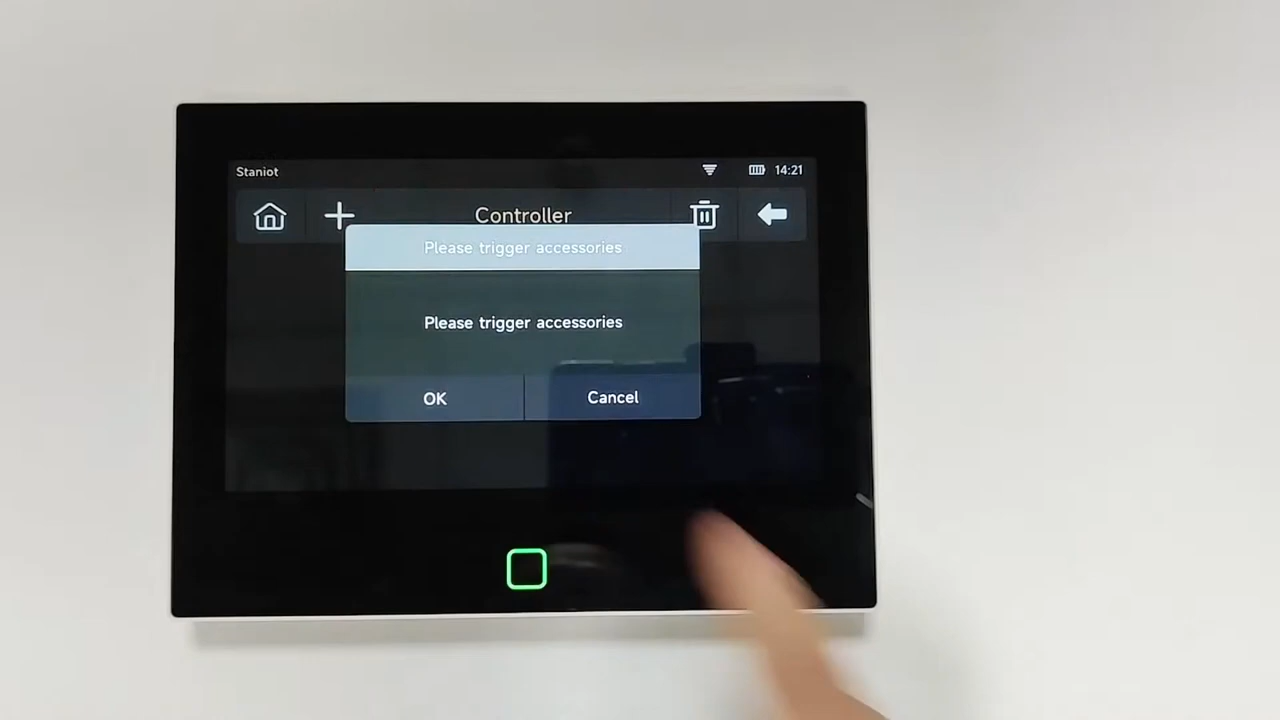 Staniot
14:21
Controller
Please trigger accessories
Please trigger accessories
OK
Cancel